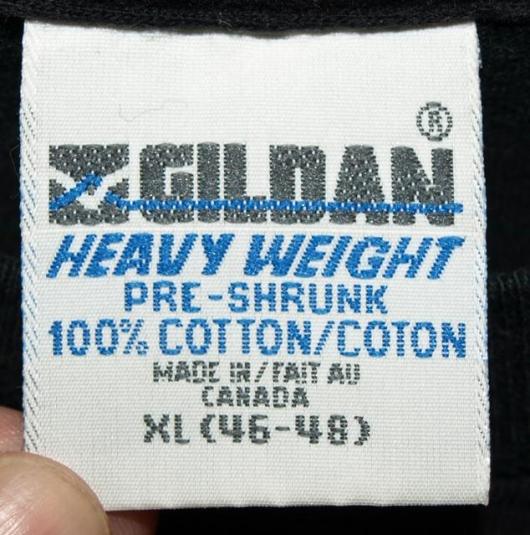 ®
GILDAN
HEAVY WEIGHT
PRE-SHRUNK
100% COTTON/COTON
MADE IN/FAIT AU
CANADA
XL (46-48)